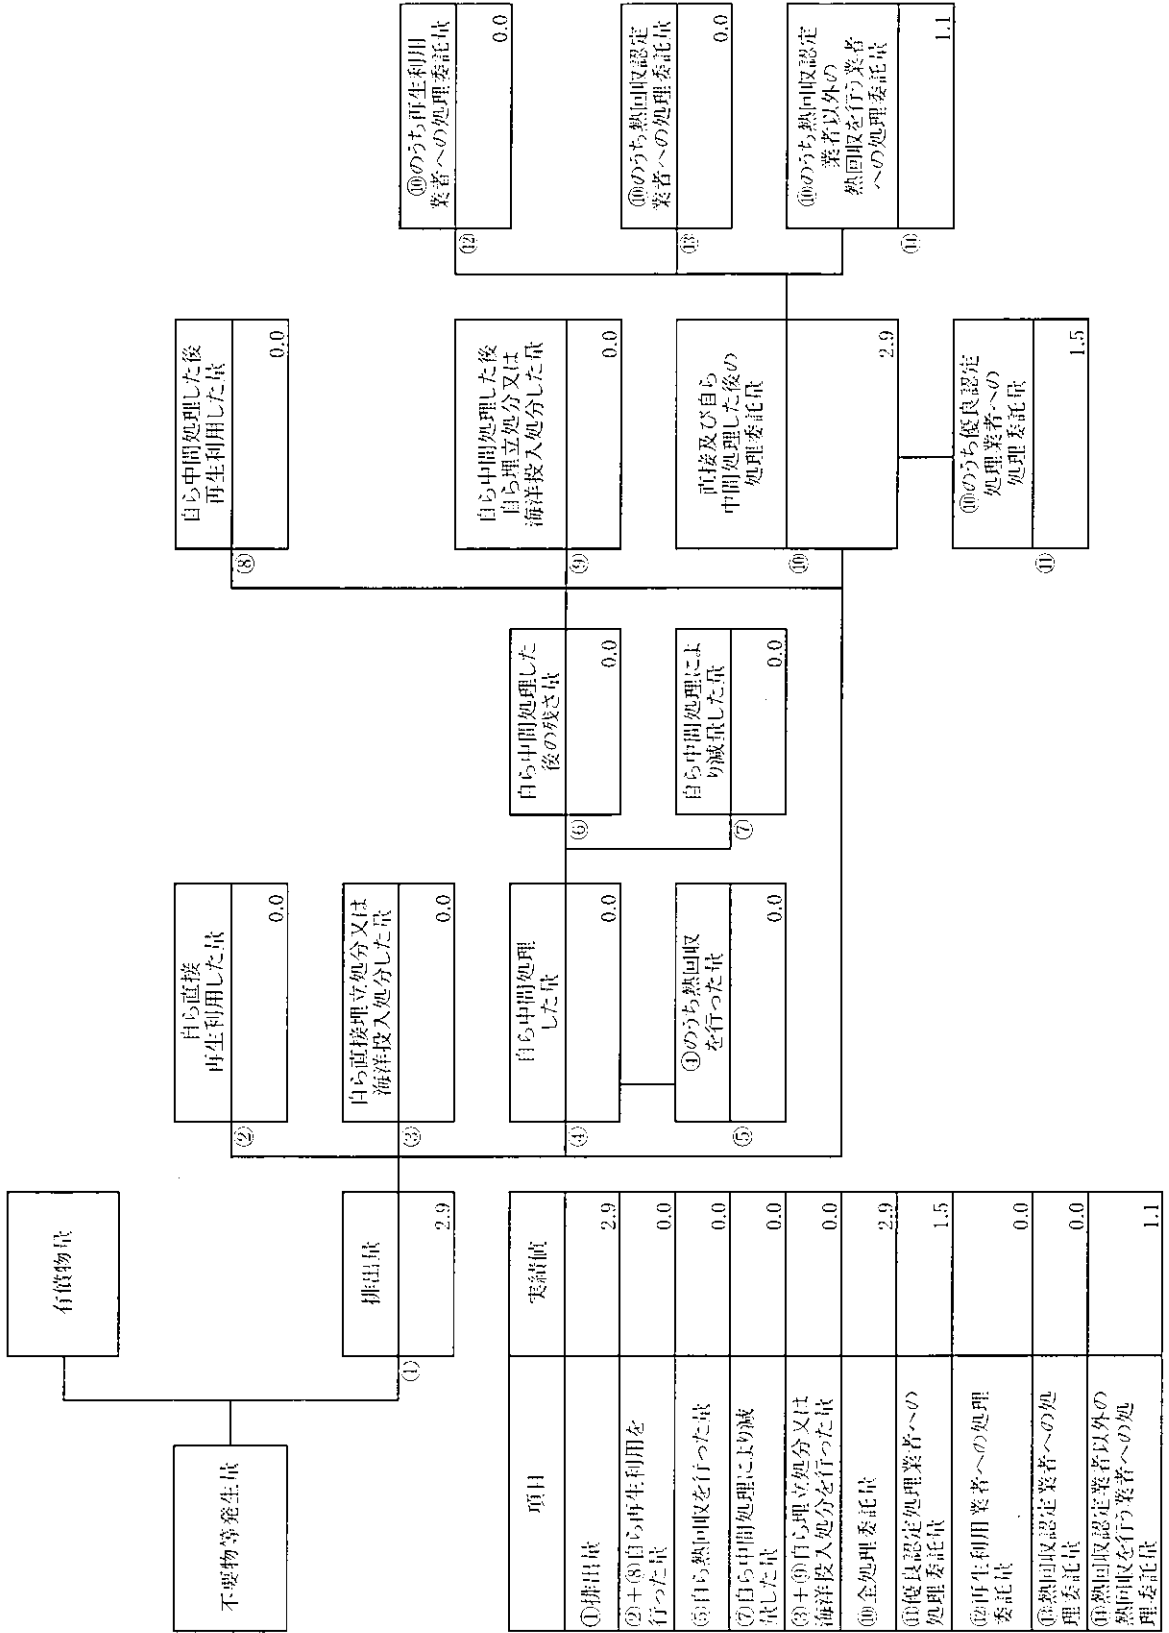 不要物等発生量
有償物量
①
排出量
2.9
②
自ら直接
再生利用した量
0.0
③
自ら直接埋立処分又は
海洋投入処分した量
0.0
④
自ら中間処理
した量
0.0
⑤
④のうち熱回収
を行った量
0.0
⑥
自ら中間処理した
後の残さ量
0.0
⑦
自ら中間処理によ
り減量した量
0.0
⑧
自ら中間処理した後
再生利用した量
0.0
⑨
自ら中間処理した後
自ら埋立処分又は
海洋投入処分した量
0.0
⑩
直接及び自ら
中間処理した後の
処理委託量
2.9
⑪
⑩のうち優良認定
処理業者への
処理委託量
1.5
⑫
⑩のうち再生利用
業者への処理委託量
0.0
⑬
⑩のうち熱回収認定
業者への処理委託量
0.0
⑭
⑩のうち熱回収認定
業者以外の
熱回収を行う業者
への処理委託量
1.1
項目 実績値
①排出量 2.9
②+⑧自ら再生利用を
行った量 0.0
⑤自ら熱回収を行った量 0.0
⑦自ら中間処理により減
量した量 0.0
③+⑨自ら埋立処分又は
海洋投入処分を行った量 0.0
⑩全処理委託量 2.9
⑪優良認定処理業者への
処理委託量 1.5
⑫再生利用業者への処理
委託量 0.0
⑬熱回収認定業者への処
理委託量 0.0
⑭熱回収認定業者以外の
熱回収を行う業者への処
理委託量 1.1